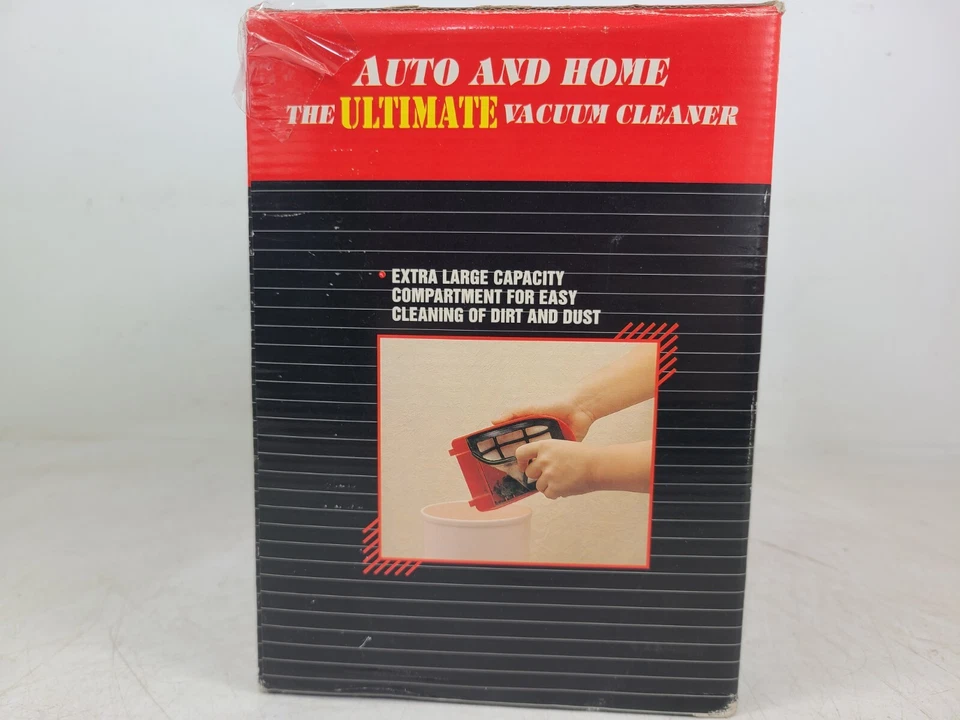 AUTO AND HOME
THE ULTIMATE VACUUM CLEANER
• EXTRA LARGE CAPACITY
COMPARTMENT FOR EASY
CLEANING OF DIRT AND DUST